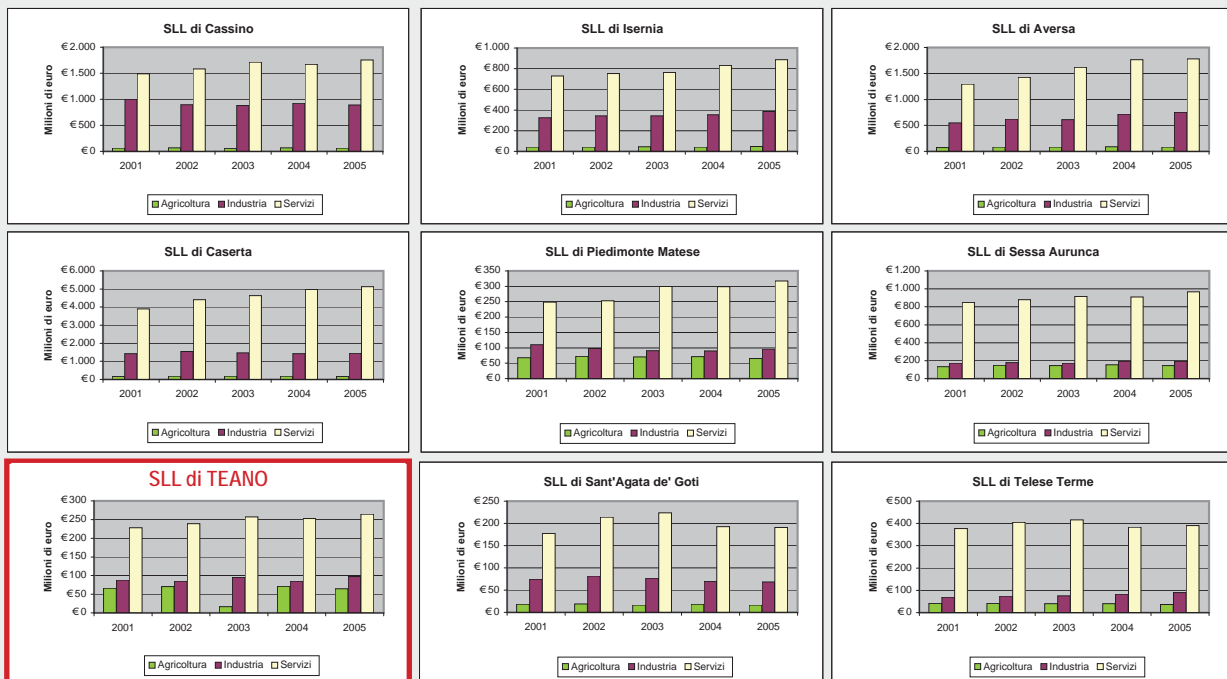 SLL di Cassino
Milioni di euro
€2.000
€1.500
€1.000
€500
€0
2001 2002 2003 2004 2005
Agricoltura Industria Servizi
SLL di Isernia
Milioni di euro
€1.000
€800
€600
€400
€200
€0
2001 2002 2003 2004 2005
Agricoltura Industria Servizi
SLL di Aversa
Milioni di euro
€2.000
€1.500
€1.000
€500
€0
2001 2002 2003 2004 2005
Agricoltura Industria Servizi
SLL di Caserta
Milioni di euro
€6.000
€5.000
€4.000
€3.000
€2.000
€1.000
€0
2001 2002 2003 2004 2005
Agricoltura Industria Servizi
SLL di Piedimonte Matese
Milioni di euro
€350
€300
€250
€200
€150
€100
€50
€0
2001 2002 2003 2004 2005
Agricoltura Industria Servizi
SLL di Sessa Aurunca
Milioni di euro
€1.200
€1.000
€800
€600
€400
€200
€0
2001 2002 2003 2004 2005
Agricoltura Industria Servizi
SLL di TEANO
Milioni di euro
€300
€250
€200
€150
€100
€50
€0
2001 2002 2003 2004 2005
Agricoltura Industria Servizi
SLL di Sant'Agata de' Goti
Milioni di euro
€250
€200
€150
€100
€50
€0
2001 2002 2003 2004 2005
Agricoltura Industria Servizi
SLL di Telese Terme
Milioni di euro
€500
€400
€300
€200
€100
€0
2001 2002 2003 2004 2005
Agricoltura Industria Servizi